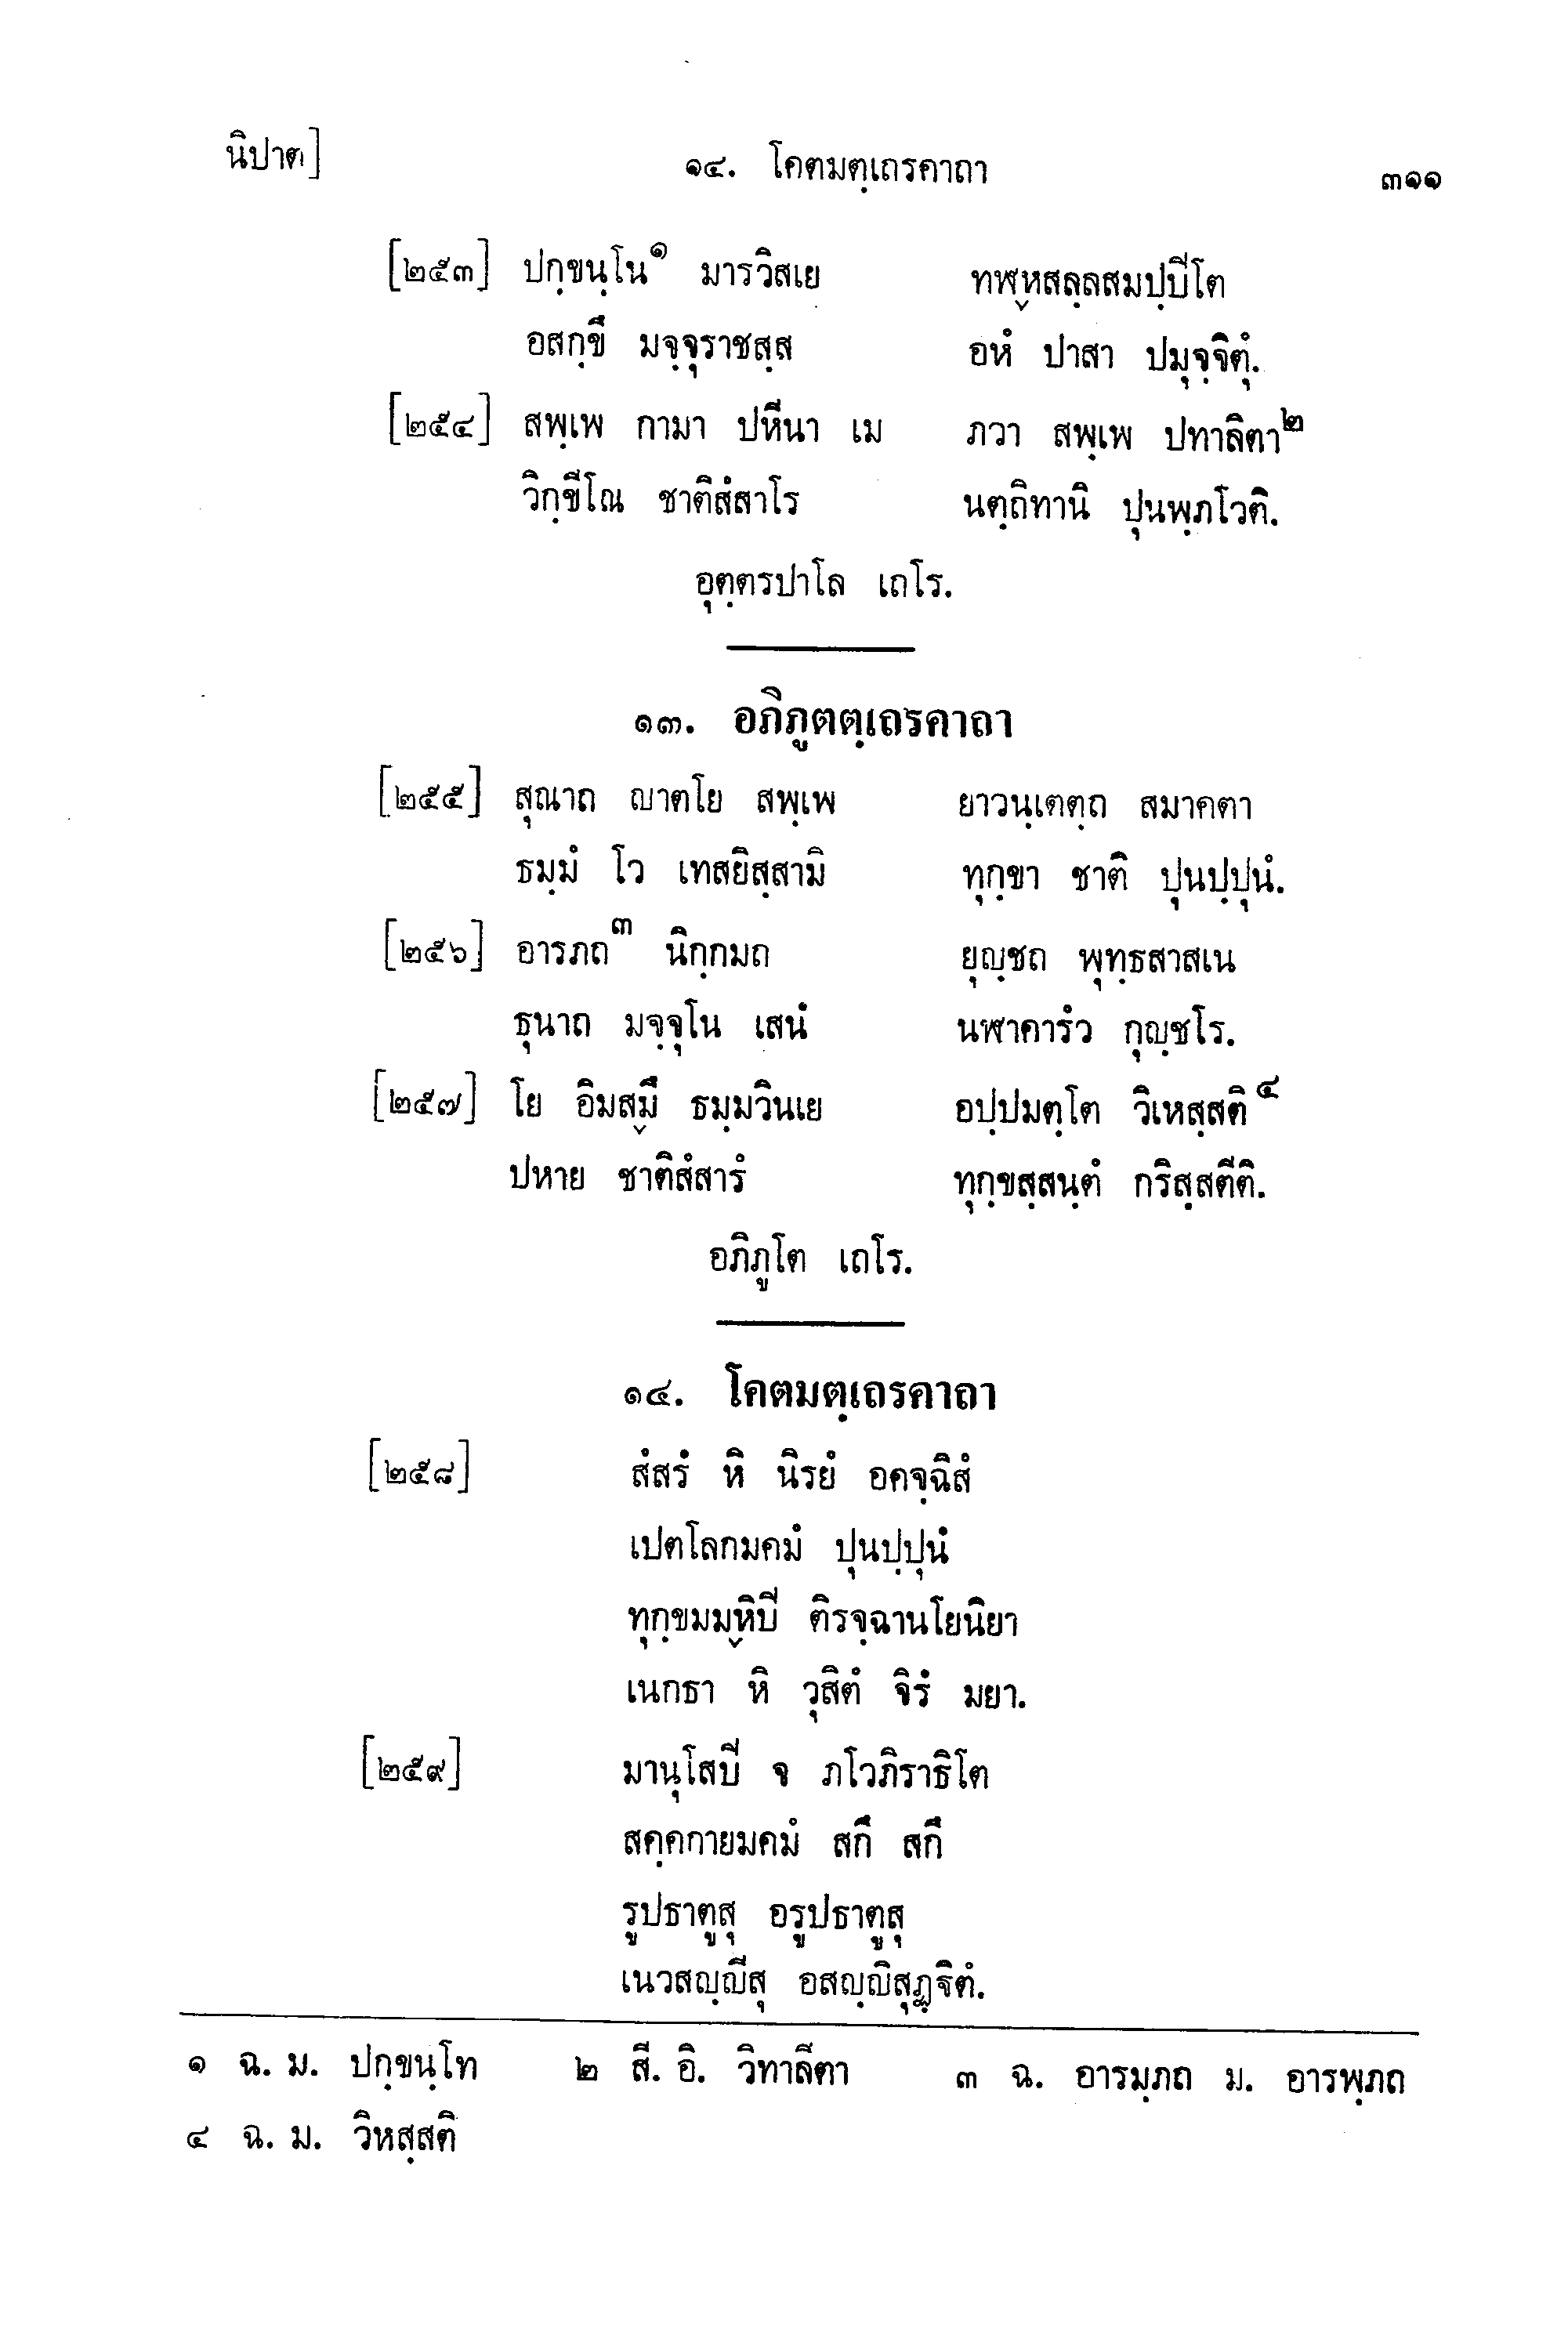 นิปาต] ๑๔. โคตมตฺเถรคาถา ๓๑๑
[๒๕๓] ปกฺขนฺโน๑ มารวิสเย ทฬฺหสลฺลสมปฺปิโต
อสกฺขึ มจฺจุราชสฺส อหํ ปาสา ปมุจฺจิตุํ.
[๒๕๔] สพฺเพ กามา ปหีนา เม ภวา สพฺเพ ปทาลิตา๒
วิกฺขีโณ ชาติสํสาโร นตฺถิทานิ ปุนพฺภโวติ.
อุตฺตรปาโล เถโร.
๑๓. อภิภูตตฺเถรคาถา
[๒๕๕] สุณาถ ญาตโย สพฺเพ ยาวนฺเตตฺถ สมาคตา
ธมฺมํ โว เทสยิสฺสามิ ทุกฺขา ชาติ ปุนปฺปุนํ.
[๒๕๖] อารภถ๓ นิกฺกมถ ยุญฺชถ พุทฺธสาสเน
ธุนาถ มจฺจุโน เสนํ นฬาคารํว กุญฺชโร.
[๒๕๗] โย อิมสฺมึ ธมฺมวินเย อปฺปมตฺโต วิเหสฺสติ๔
ปหาย ชาติสํสารํ ทุกฺขสฺสนฺตํ กริสฺสตีติ.
อภิภูโต เถโร.
๑๔. โคตมตฺเถรคาถา
[๒๕๘] สํสรํ หิ นิรยํ อคจฺฉิสํ
เปตโลกมคมํ ปุนปฺปุนํ
ทุกฺขมมฺหิปิ ติรจฺฉานโยนิยา
เนกธา หิ วุสิตํ จิรํ มยา.
[๒๕๙] มานุโสปิ จ ภโวภิราธิโต
สคฺคกายมคมํ สกึ สกึ
รูปธาตูสุ อรูปธาตูสุ
เนวสญฺญีสุ อสญฺญิสุฏฺฐิตํ.
๑ ฉ. ม. ปกฺขนฺโท ๒ สี. อิ. วิทาลิตา ๓ ฉ. อารมฺภถ ม. อารพฺภถ
๔ ฉ. ม. วิหสฺสติ